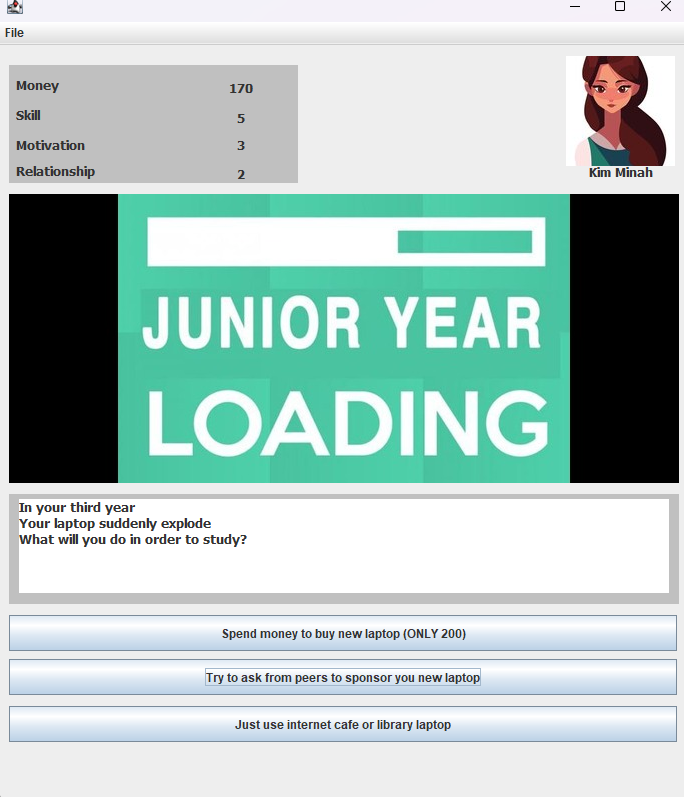 File
Money 170
Skill 5
Motivation 3
Relationship 2
Kim Minah
JUNIOR YEAR
LOADING
In your third year
Your laptop suddenly explode
What will you do in order to study?
Spend money to buy new laptop (ONLY 200)
Try to ask from peers to sponsor you new laptop
Just use internet cafe or library laptop